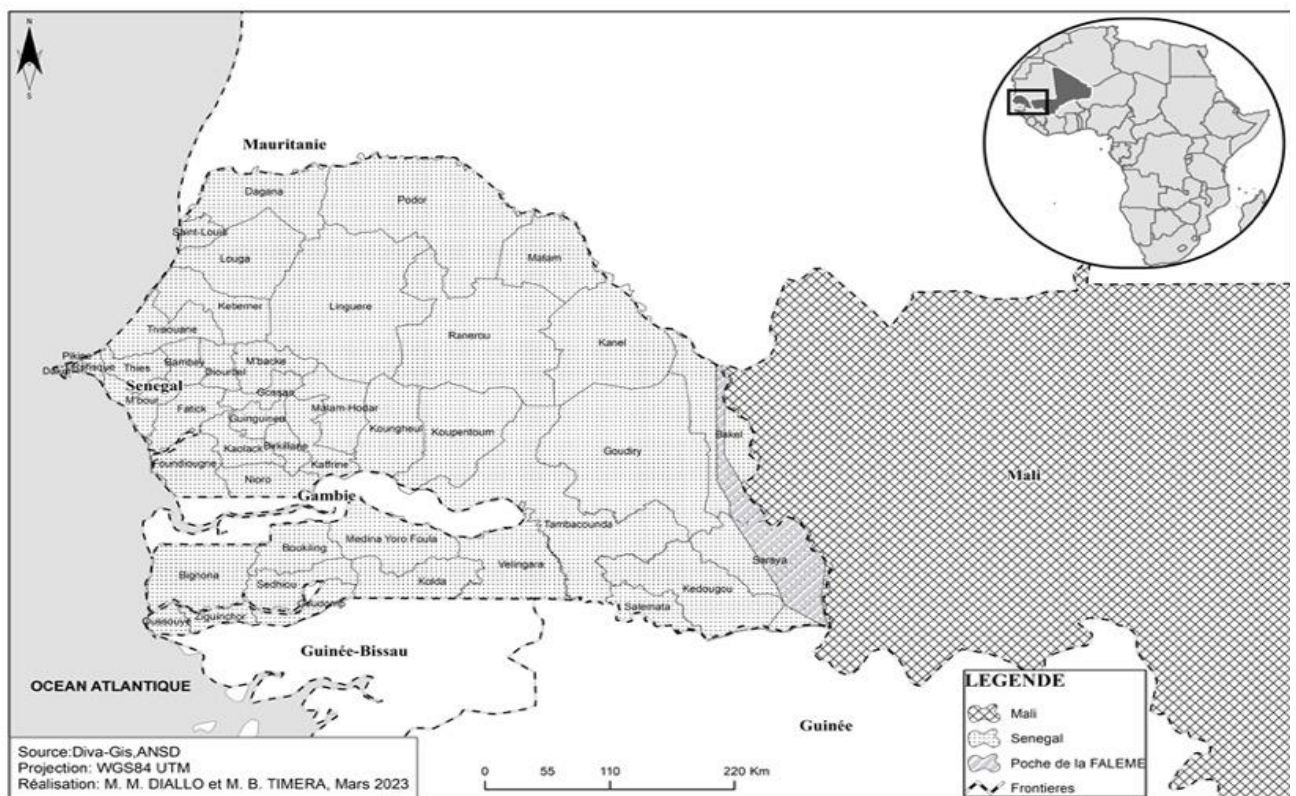 N
S
Mauritanie
Dagana
Podor
Saint-Louis
Louga
Matam
Kebemer
Linguere
Tivaouane
Ranerou
Kanel
Thies
Bambey
Diourbel
M'backe
Senegal
M'bour
Gossas
Fatick
Guinguineo
Malam-Hodar
Koungheul
Koupentoum
Bakel
Goudiry
Kaolack
Birkillane
Foundiougne
Kaffrine
Nioro
Mali
Gambie
Tambacounda
Medina Yoro Foula
Boukiling
Velingara
Saraya
Bignona
Sedhiou
Kolda
Kedougou
Salemata
Oussouye
Ziguinchor
Guinée-Bissau
OCEAN ATLANTIQUE
Guinée
LEGENDE
Mali
Senegal
Poche de la FALEME
Frontieres
Source:Diva-Gis,ANSD
Projection: WGS84 UTM
Réalisation: M. M. DIALLO et M. B. TIMERA, Mars 2023
0 55 110 220 Km